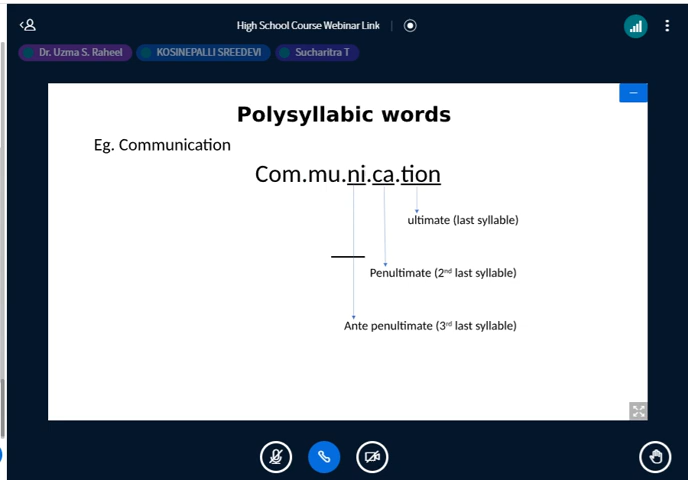 High School Course Webinar Link
Dr. Uzma S. Raheel KOSINEPALLI SREEDEVI Sucharitra T
Polysyllabic words
Eg. Communication
Com.mu.ni.ca.tion
ultimate (last syllable)
Penultimate (2nd last syllable)
Ante penultimate (3rd last syllable)